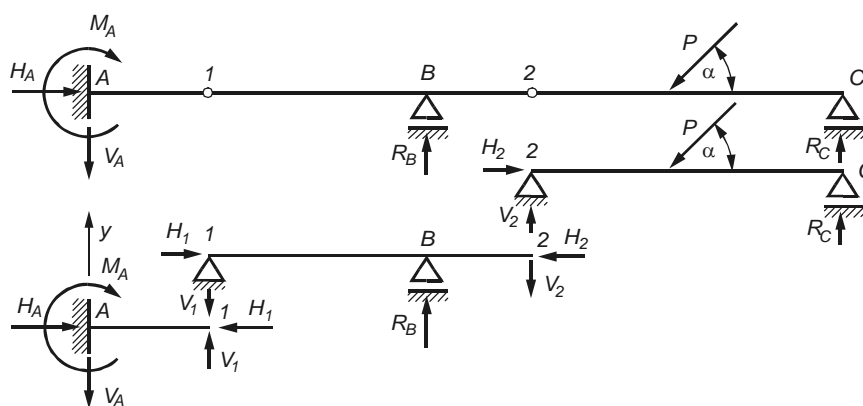 M_A
H_A
A
1
B
2
P
α
C
V_A
R_B
H_2
2
P
α
R_C
C
V_2
R_C
y
H_1
1
B
2
H_2
M_A
H_A
A
V_1
1
H_1
R_B
V_2
V_1
V_A